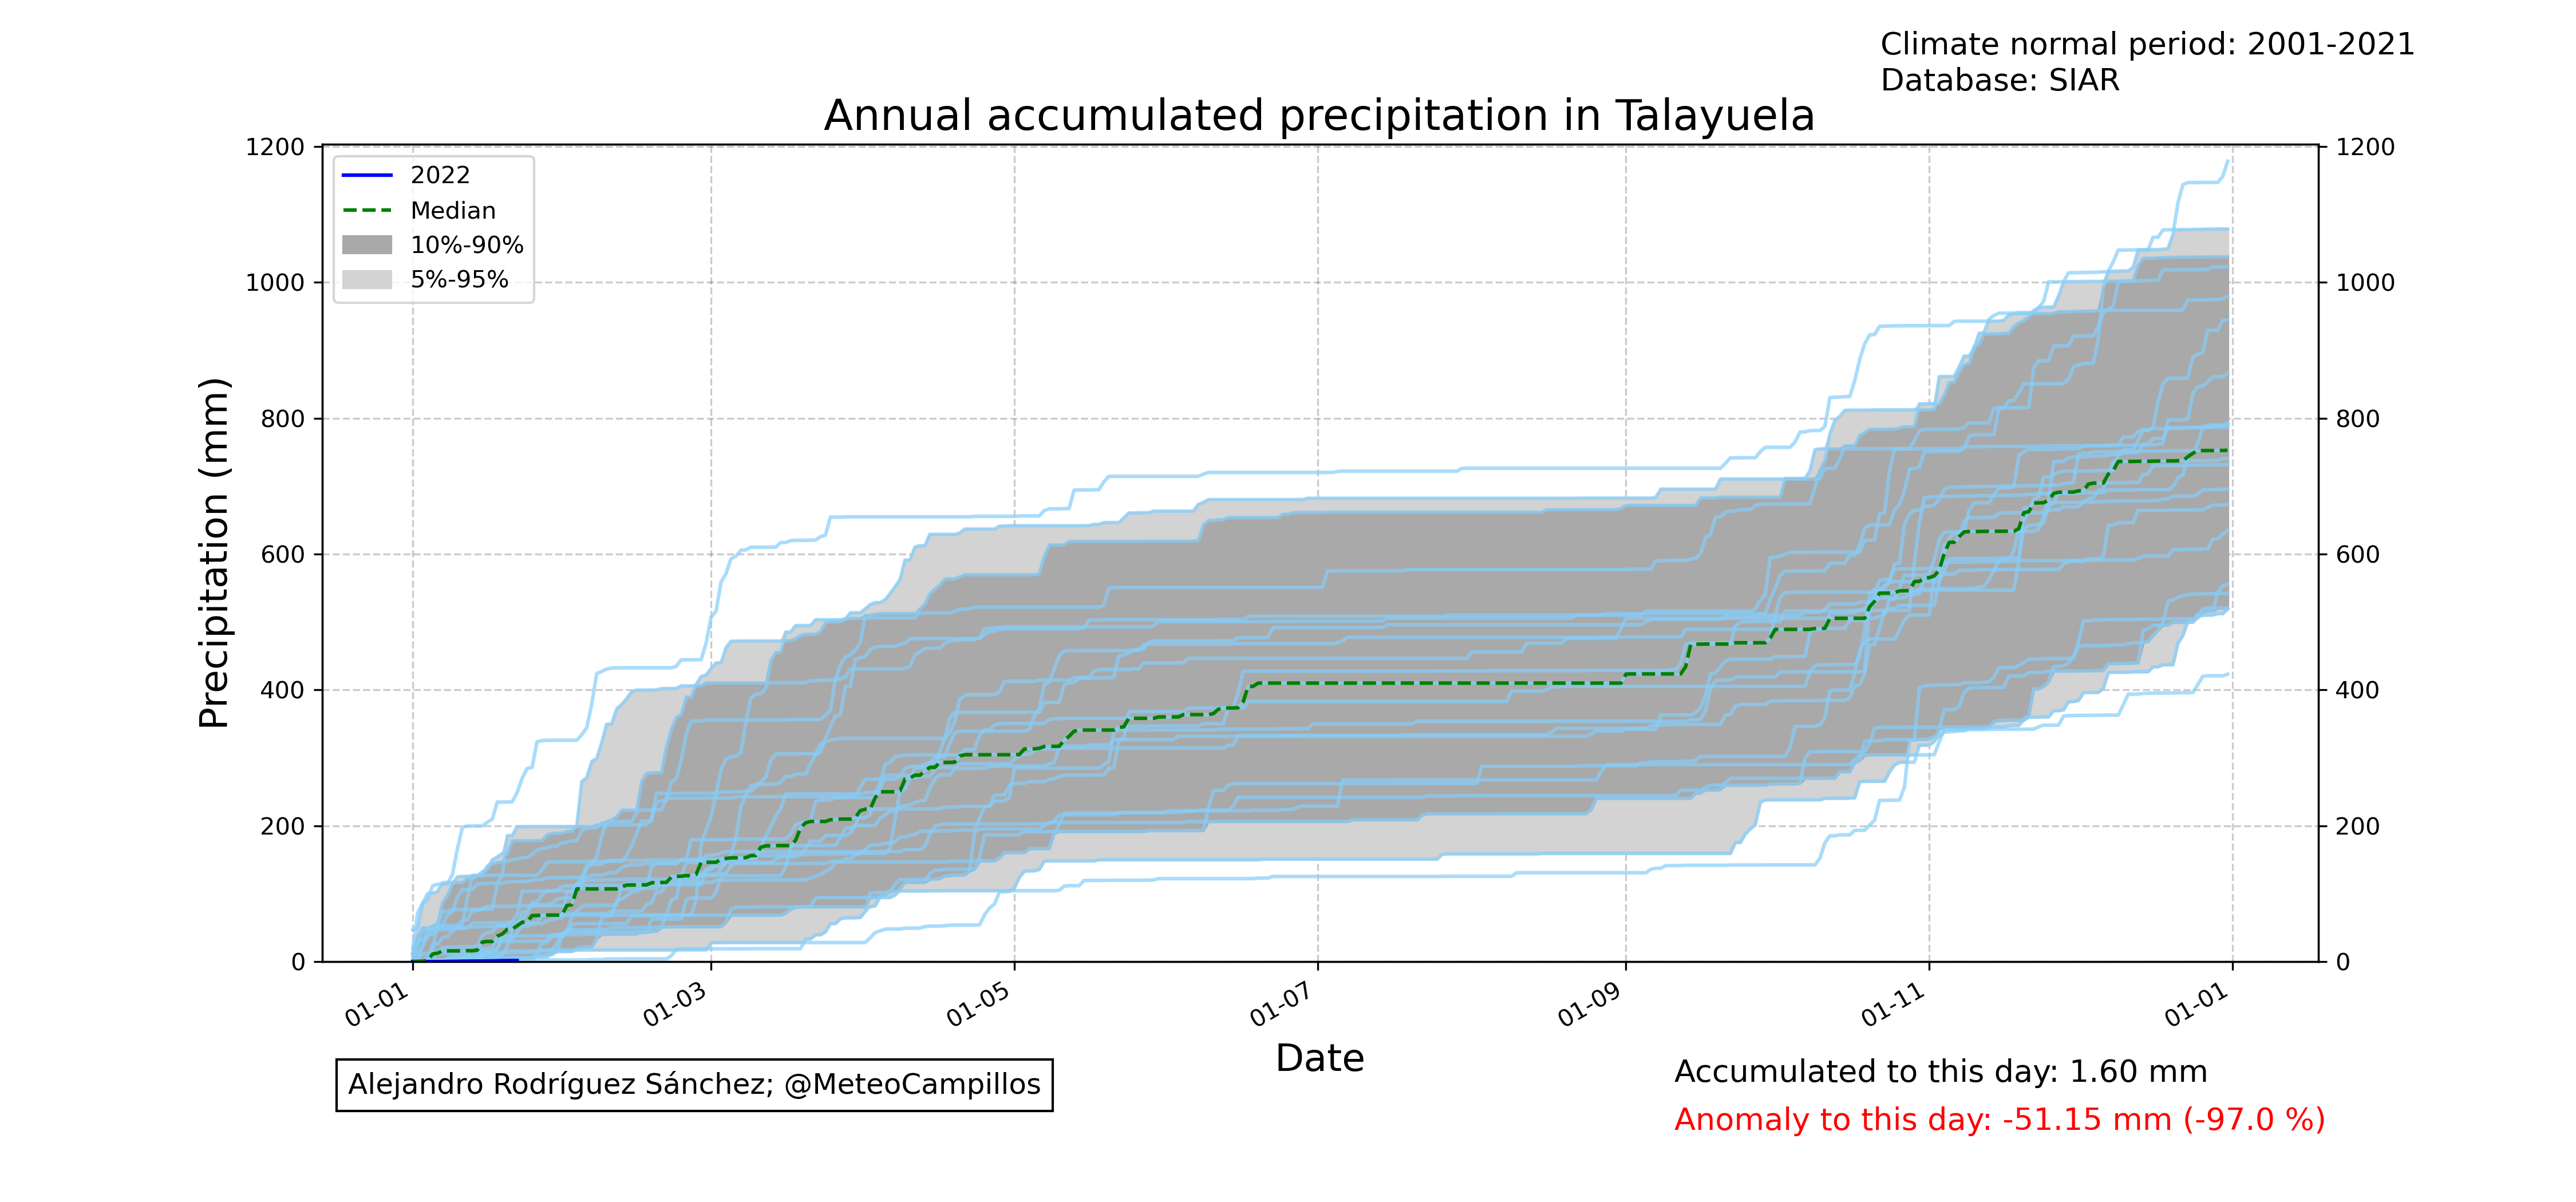 Climate normal period: 2001-2021
Database: SIAR
Annual accumulated precipitation in Talayuela
2022
Median
10%-90%
5%-95%
Precipitation (mm)
1200
1000
800
600
400
200
0
1200
1000
800
600
400
200
0
01-01
01-03
01-05
01-07
01-09
01-11
01-01
Date
Alejandro Rodríguez Sánchez; @MeteoCampillos
Accumulated to this day: 1.60 mm
Anomaly to this day: -51.15 mm (-97.0 %)